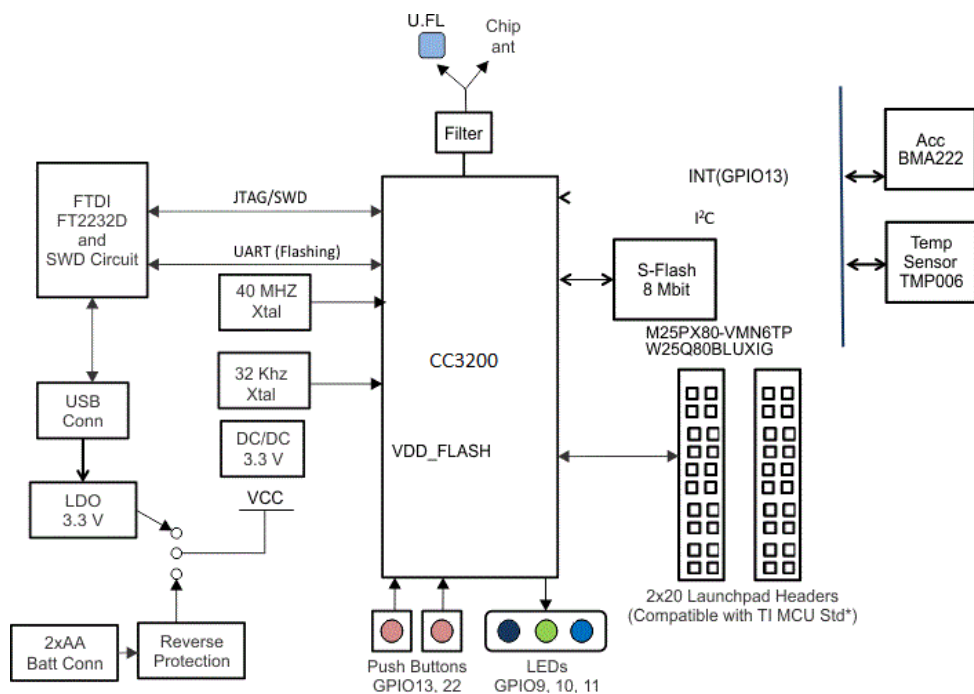 U.FL
Chip
ant
Filter
Acc
BMA222
INT(GPIO13)
FTDI
FT2232D
and
SWD Circuit
JTAG/SWD
I²C
UART (Flashing)
S-Flash
8 Mbit
Temp
Sensor
TMP006
40 MHZ
Xtal
M25PX80-VMN6TP
W25Q80BLUXIG
CC3200
32 Khz
Xtal
USB
Conn
DC/DC
3.3 V
VDD_FLASH
LDO
3.3 V
VCC
2x20 Launchpad Headers
(Compatible with TI MCU Std*)
2xAA
Batt Conn
Reverse
Protection
Push Buttons
GPIO13, 22
LEDs
GPIO9, 10, 11